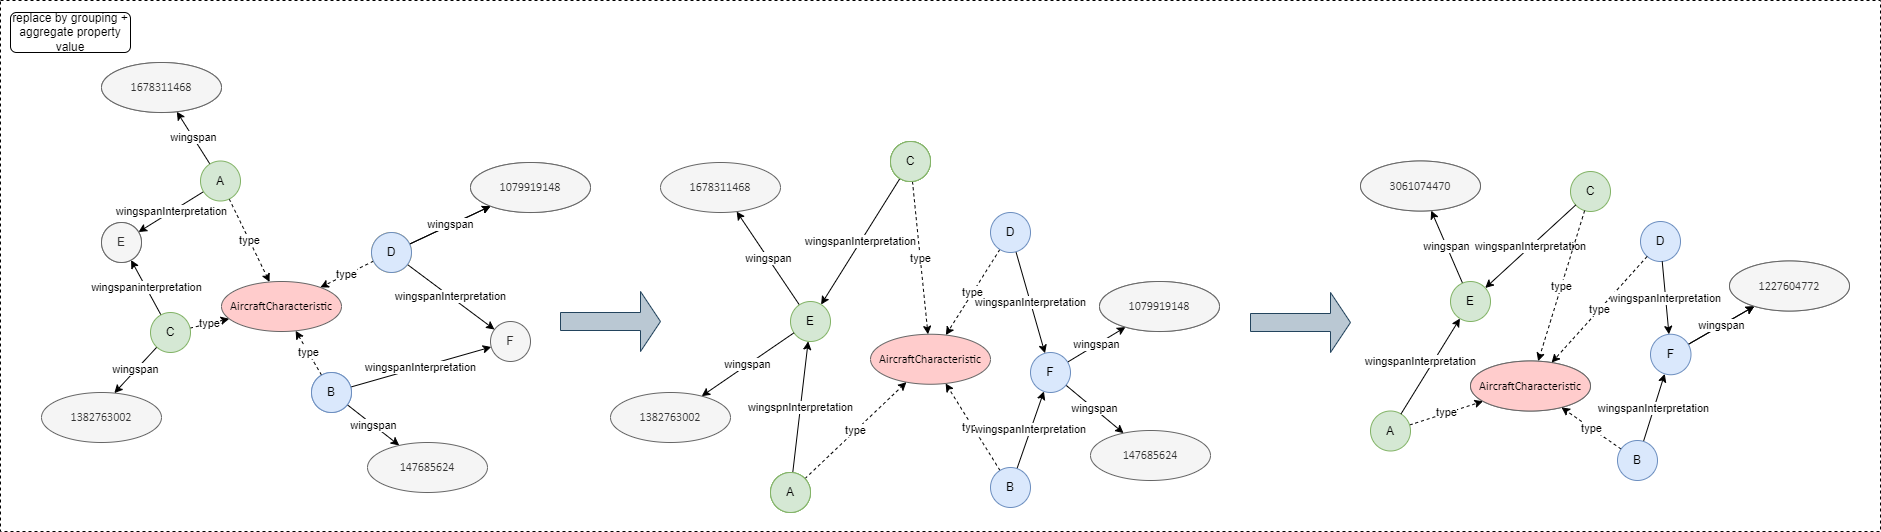 replace by grouping +
aggregate property
value
1678311468
wingspan
A
wingspanInterpretation
E
type
wingspaninterpretation
C
type
wingspan
1382763002
AircraftCharacteristic
1079919148
wingspan
D
type
wingspanInterpretation
F
wingspanInterpretation
type
B
wingspan
147685624
1678311468
C
wingspanInterpretation
type
wingspan
E
D
type
wingspanInterpretation
1079919148
wingspan
AircraftCharacteristic
F
wingspan
1382763002
wingspnInterpretation
wingspan
type
wingspanInterpretation
147685624
A
B
3061074470
C
wingspan
wingspanInterpretation
D
type
E
type
wingspanInterpretation
1227604772
wingspan
wingspanInterpretation
F
AircraftCharacteristic
A
type
wingspanInterpretation
type
B